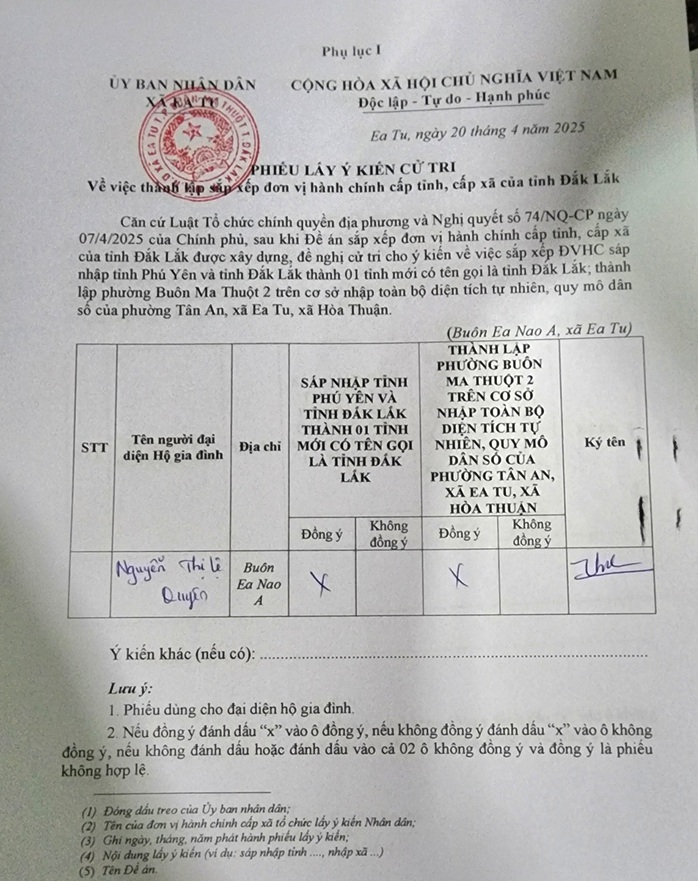 Phụ lục I
ỦY BAN NHÂN DÂN
XÃ EA TU
CỘNG HÒA XÃ HỘI CHỦ NGHĨA VIỆT NAM
Độc lập - Tự do - Hạnh phúc
Ea Tu, ngày 20 tháng 4 năm 2025
PHIẾU LẤY Ý KIẾN CỬ TRI
Về việc thành lập sắp xếp đơn vị hành chính cấp tỉnh, cấp xã của tỉnh Đắk Lắk
Căn cứ Luật Tổ chức chính quyền địa phương và Nghị quyết số 74/NQ-CP ngày
07/4/2025 của Chính phủ, sau khi Đề án sắp xếp đơn vị hành chính cấp tỉnh, cấp xã
của tỉnh Đắk Lắk được xây dựng, đề nghị cử tri cho ý kiến về việc sắp xếp ĐVHC sáp
nhập tỉnh Phú Yên và tỉnh Đắk Lắk thành 01 tỉnh mới có tên gọi là tỉnh Đắk Lắk; thành
lập phường Buôn Ma Thuột 2 trên cơ sở nhập toàn bộ diện tích tự nhiên, quy mô dân
số của phường Tân An, xã Ea Tu, xã Hòa Thuận.
(Buôn Ea Nao A, xã Ea Tu)
STT
Tên người đại
diện Hộ gia đình
Địa chỉ
SÁP NHẬP TỈNH
PHÚ YÊN VÀ
TỈNH ĐẮK LẮK
THÀNH 01 TỈNH
MỚI CÓ TÊN GỌI
LÀ TỈNH ĐẮK
LẮK
THÀNH LẬP
PHƯỜNG BUÔN
MA THUỘT 2
TRÊN CƠ SỞ
NHẬP TOÀN BỘ
DIỆN TÍCH TỰ
NHIÊN, QUY MÔ
DÂN SỐ CỦA
PHƯỜNG TÂN AN,
XÃ EA TU, XÃ
HÒA THUẬN
Ký tên
Đồng ý
Không
đồng ý
Đồng ý
Không
đồng ý
Nguyễn Thị Lệ
Quyên
Buôn
Ea Nao
A
X
X
Ý kiến khác (nếu có):
Lưu ý:
1. Phiếu dùng cho đại diện hộ gia đình.
2. Nếu đồng ý đánh dấu “x” vào ô đồng ý, nếu không đồng ý đánh dấu “x” vào ô không
đồng ý, nếu không đánh dấu hoặc đánh dấu vào cả 02 ô không đồng ý và đồng ý là phiếu
không hợp lệ.
(1) Đóng dấu treo của Ủy ban nhân dân;
(2) Tên của đơn vị hành chính cấp xã tổ chức lấy ý kiến Nhân dân;
(3) Ghi ngày, tháng, năm phát hành phiếu lấy ý kiến;
(4) Nội dung lấy ý kiến (ví dụ: sáp nhập tỉnh ...., nhập xã ...)
(5) Tên Đề án.